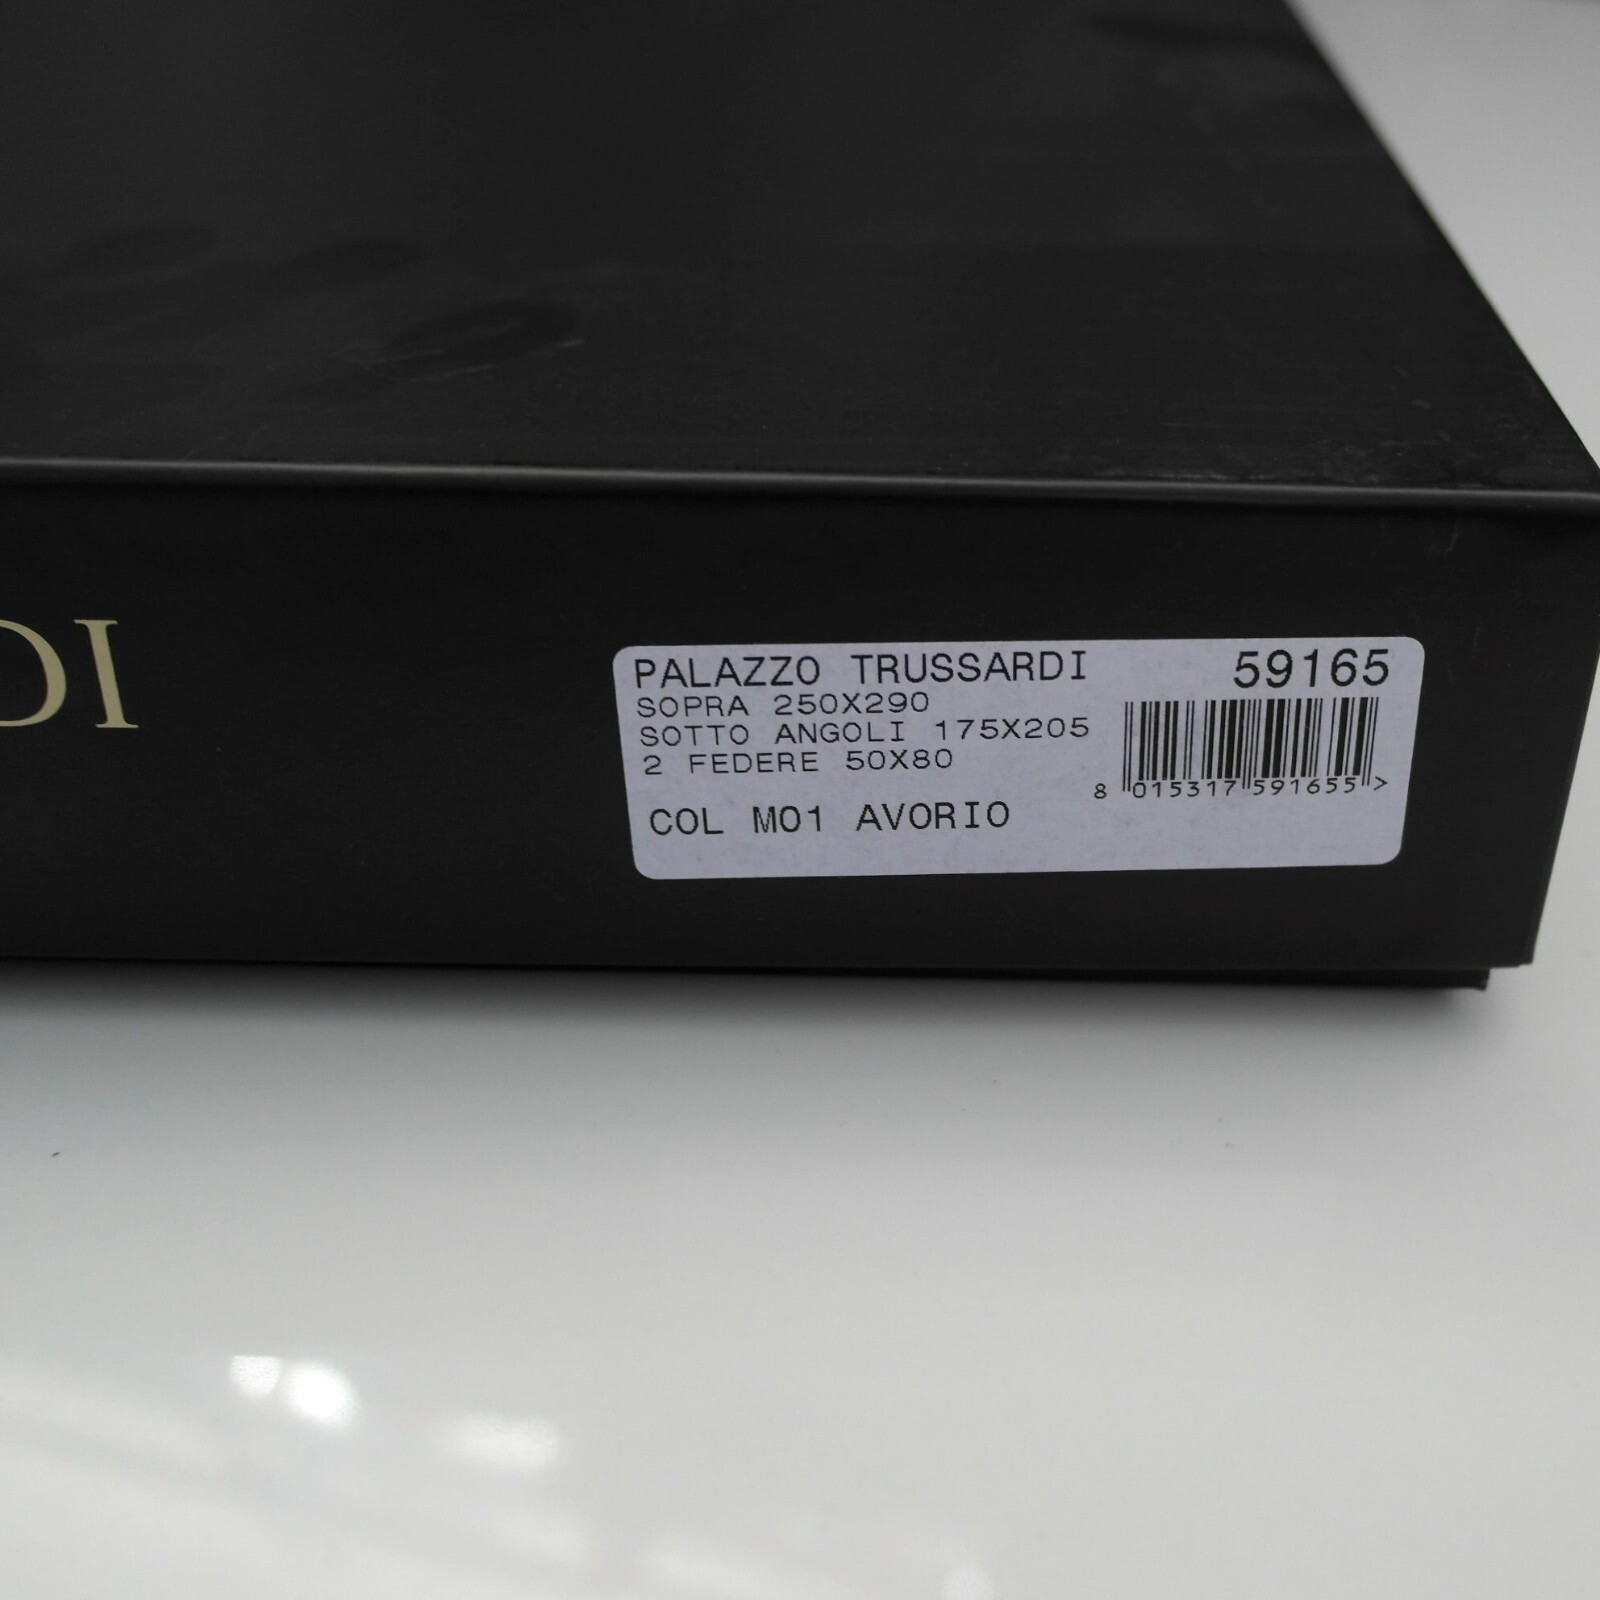 DI
PALAZZO TRUSSARDI 59165
SOPRA 250X290
SOTTO ANGOLI 175X205
2 FEDERE 50X80
8 015317 591655 >
COL M01 AVORIO